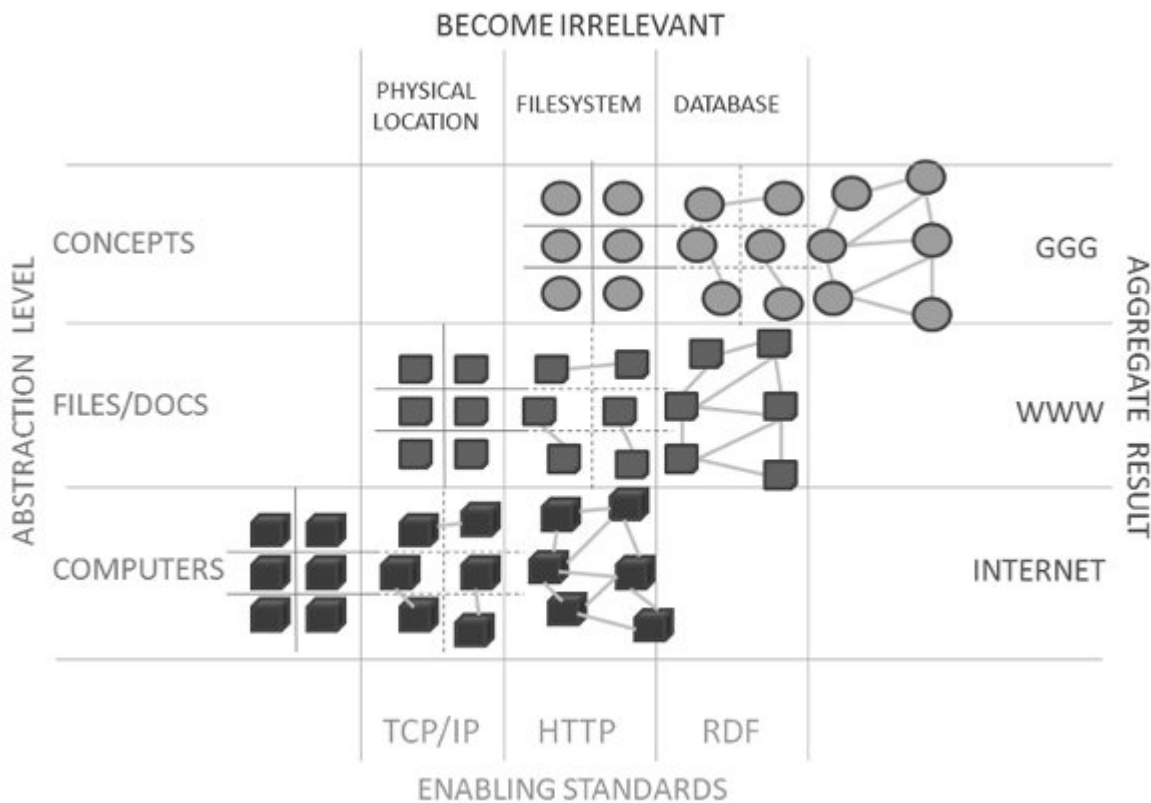 BECOME IRRELEVANT
PHYSICAL
LOCATION
FILESYSTEM
DATABASE
ABSTRACTION LEVEL
CONCEPTS
GGG
FILES/DOCS
WWW
COMPUTERS
INTERNET
AGGREGATE RESULT
TCP/IP
HTTP
RDF
ENABLING STANDARDS